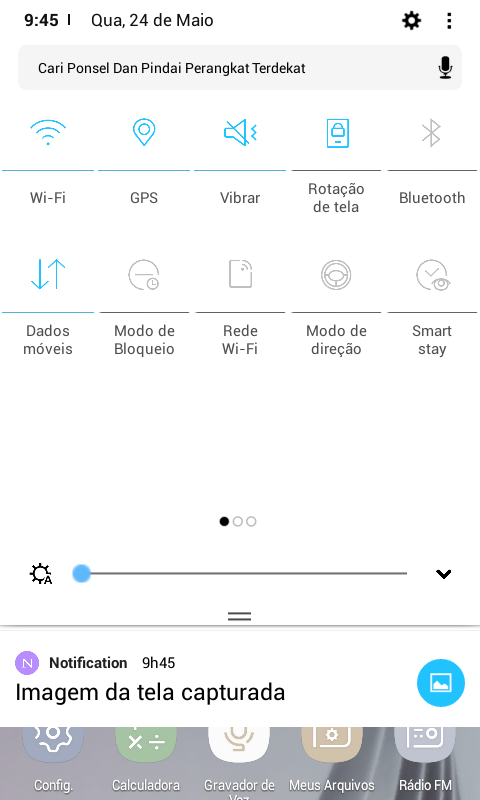 9:45 Qua, 24 de Maio
Cari Ponsel Dan Pindai Perangkat Terdekat
Wi-Fi GPS Vibrar Rotação de tela Bluetooth
Dados móveis Modo de Bloqueio Rede Wi-Fi Modo de direção Smart stay
A
N Notification 9h45
Imagem da tela capturada
Config. Calculadora Gravador de Voz Meus Arquivos Rádio FM